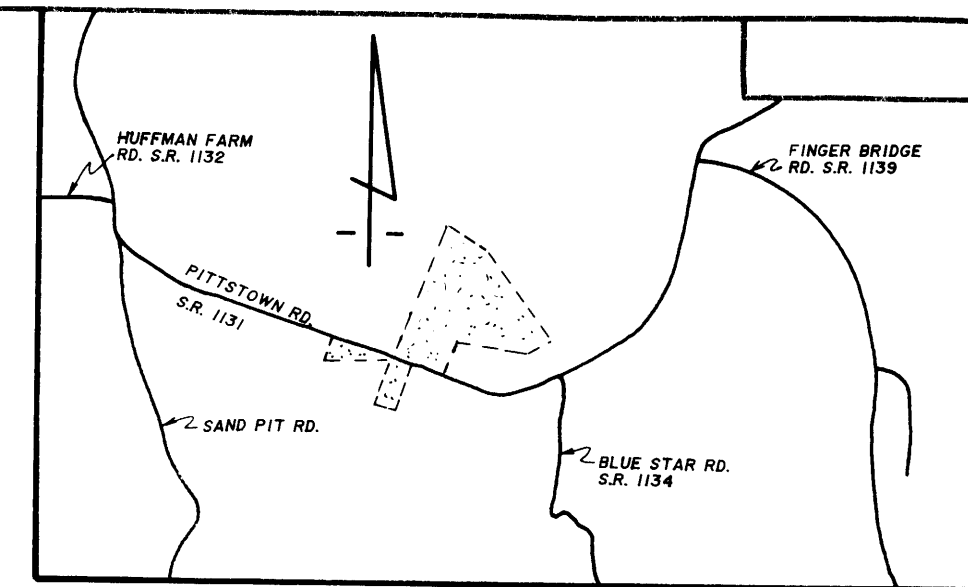 HUFFMAN FARM
RD. S.R. 1132
FINGER BRIDGE
RD. S.R. 1139
PITTSTOWN RD.
S.R. 1131
SAND PIT RD.
BLUE STAR RD.
S.R. 1134